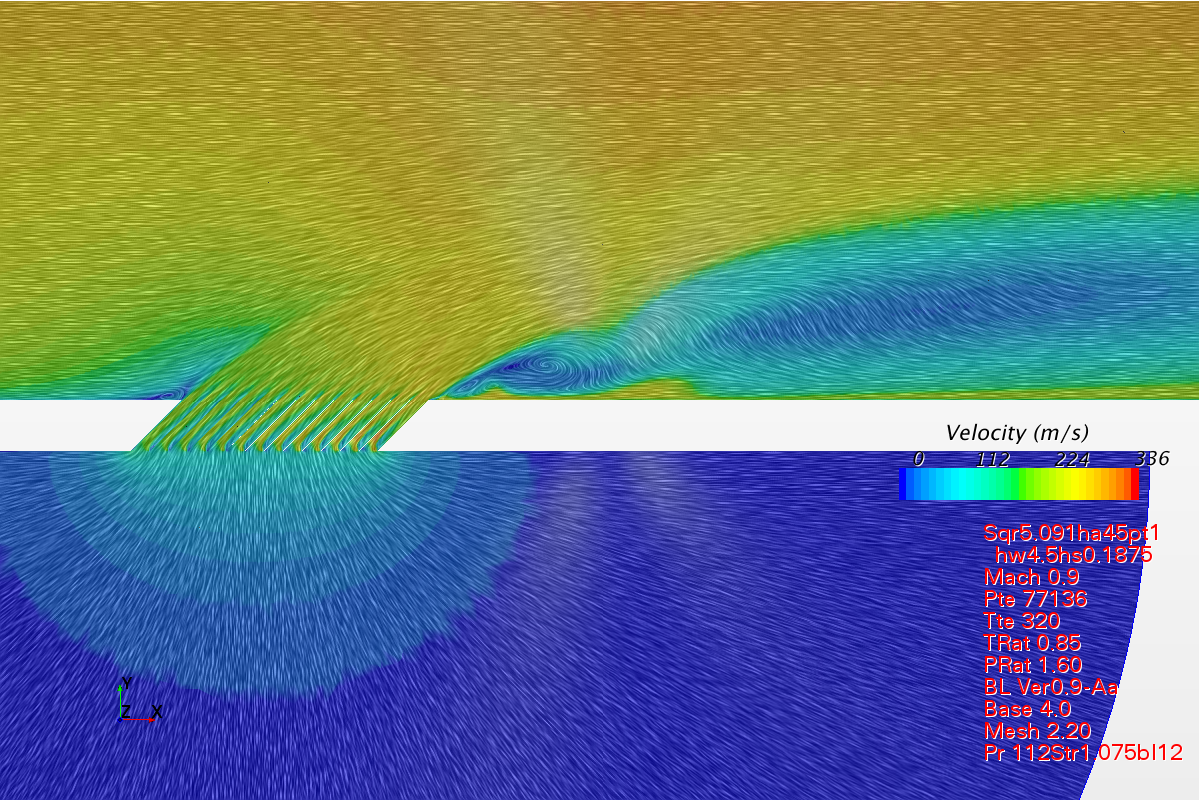 Velocity (m/s)
0 112 224 336
Sqr5.091ha45pt1
hw4.5hs0.1875
Mach 0.9
Pte 77136
Tte 320
TRat 0.85
PRat 1.60
BL Ver0.9-Aa
Base 4.0
Mesh 2.20
Pr 112Str1.075bl12
Y
Z X